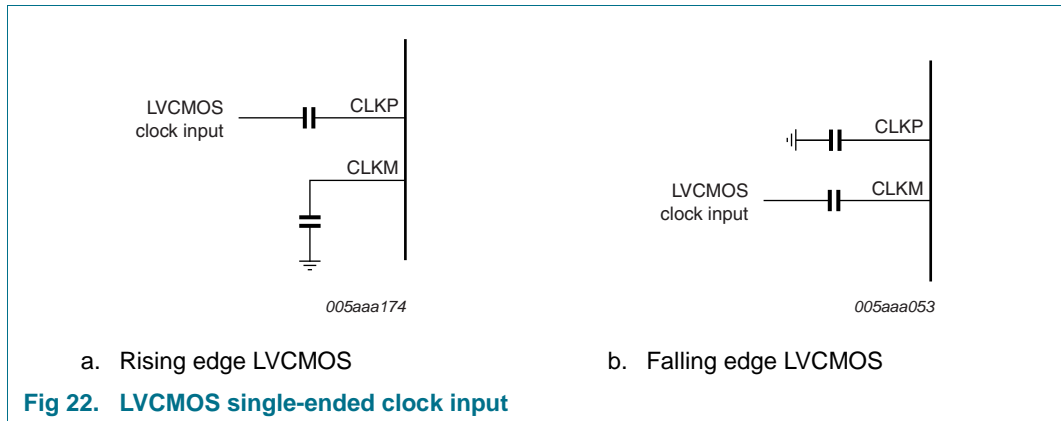 LVCMOS
clock input
CLKP
CLKM
005aaa174
a. Rising edge LVCMOS
CLKP
LVCMOS
clock input
CLKM
005aaa053
b. Falling edge LVCMOS
Fig 22. LVCMOS single-ended clock input